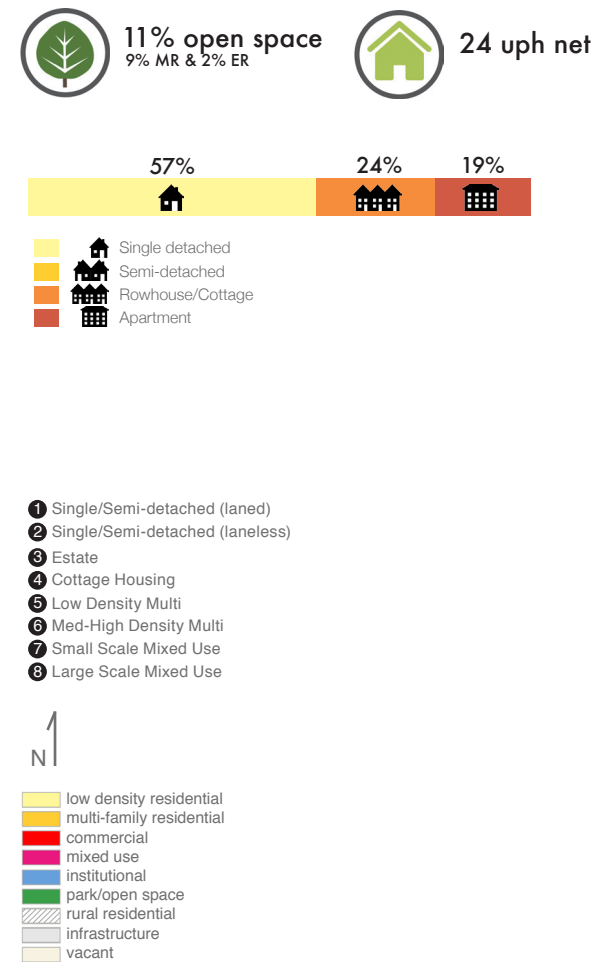 11% open space
9% MR & 2% ER
24 uph net
57% 24% 19%
Single detached
Semi-detached
Rowhouse/Cottage
Apartment
1 Single/Semi-detached (laned)
2 Single/Semi-detached (laneless)
3 Estate
4 Cottage Housing
5 Low Density Multi
6 Med-High Density Multi
7 Small Scale Mixed Use
8 Large Scale Mixed Use
N
low density residential
multi-family residential
commercial
mixed use
institutional
park/open space
rural residential
infrastructure
vacant